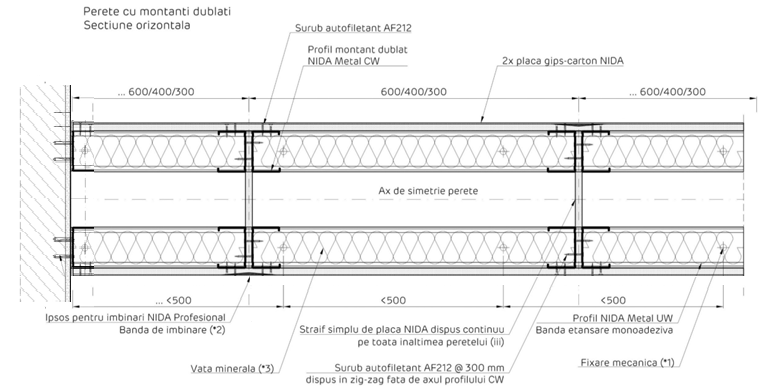 Perete cu montanti dublati
Sectiune orizontala
Surub autofiletant AF212
Profil montant dublat
NIDA Metal CW
2x placa gips-carton NIDA
... 600/400/300
600/400/300
... 600/400/300
Ax de simetrie perete
... <500
<500
<500
Ipsos pentru imbinari NIDA Profesional
Banda de imbinare (*2)
Straif simplu de placa NIDA dispus continuu
pe toata inaltimea peretelui (iii)
Profil NIDA Metal UW
Banda etansare monoadeziva
Vata minerala (*3)
Surub autofiletant AF212 @ 300 mm
dispus in zig-zag fata de axul profilului CW
Fixare mecanica (*1)